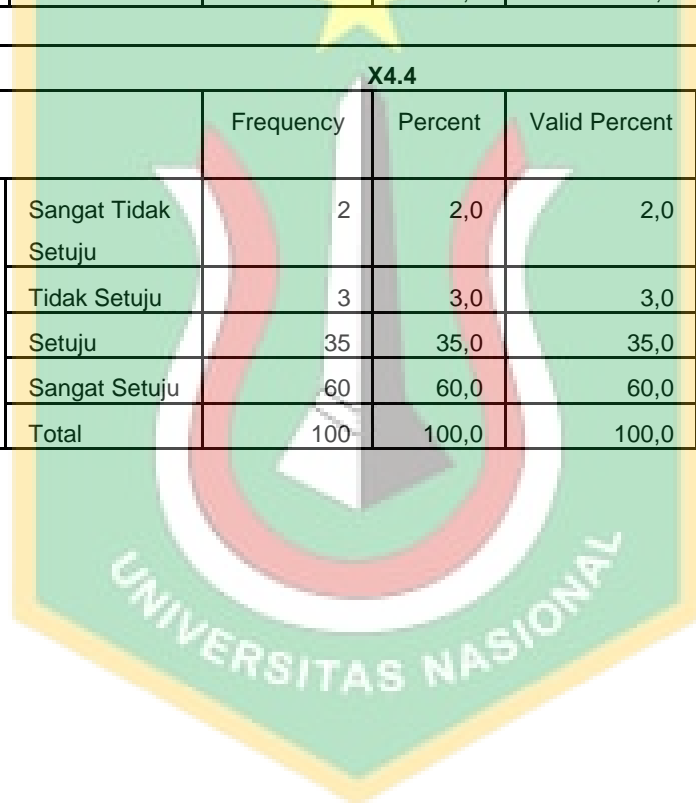 X4.4
Frequency Percent Valid Percent
Sangat Tidak
Setuju 2 2,0 2,0
Tidak Setuju 3 3,0 3,0
Setuju 35 35,0 35,0
Sangat Setuju 60 60,0 60,0
Total 100 100,0 100,0
UNIVERSITAS NASIONAL